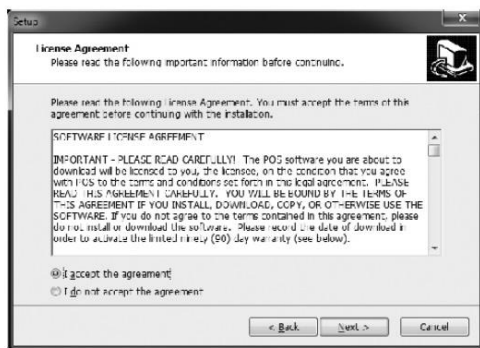 Setup
License Agreement
Please read the following important information before continuing.
Please read the following License Agreement. You must accept the terms of this
agreement before continuing with the installation.
SOFTWARE LICENSE AGREEMENT
IMPORTANT - PLEASE READ CAREFULLY! The POS software you are about to
download will be licensed to you, the licensee, on the condition that you agree
with POS to the terms and conditions set forth in this legal agreement. PLEASE
READ THIS AGREEMENT CAREFULLY. YOU WILL BE BOUND BY THE TERMS OF
THIS AGREEMENT IF YOU INSTALL, DOWNLOAD, COPY, OR OTHERWISE USE THE
SOFTWARE. If you do not agree to the terms contained in this agreement, please
do not install or download the software. Please record the date of download in
order to activate the limited ninety (90) day warranty (see below).
I accept the agreement
I do not accept the agreement
< Back
Next >
Cancel